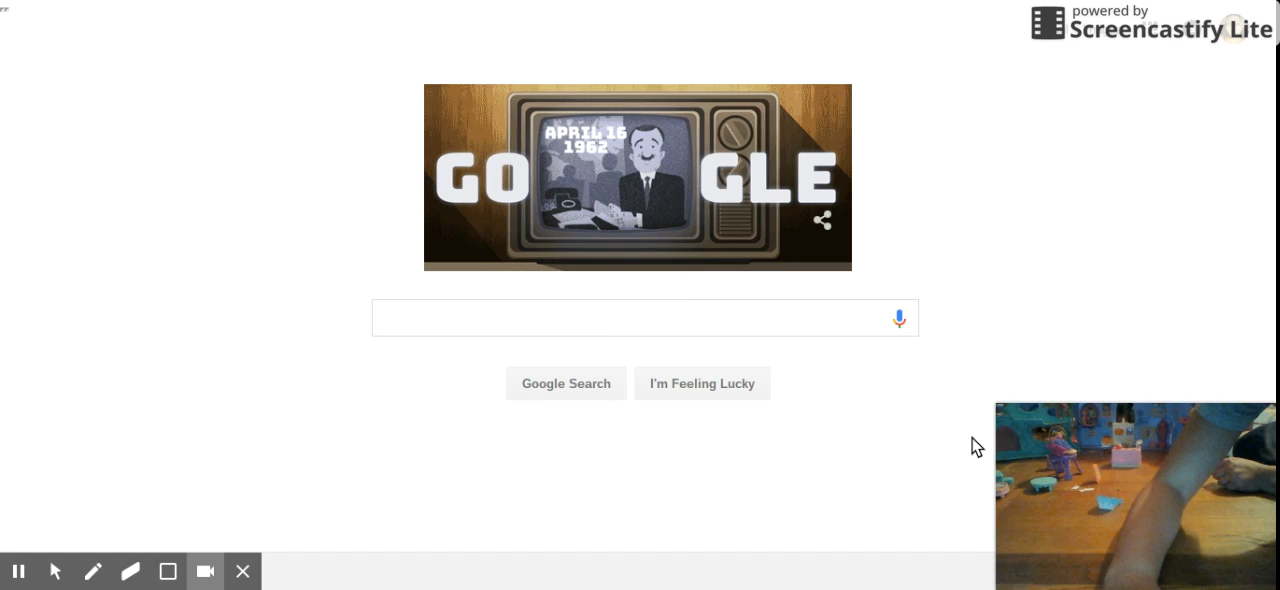 powered by
Screencastify Lite
APRIL 16
1962
GO GLE
Google Search
I'm Feeling Lucky